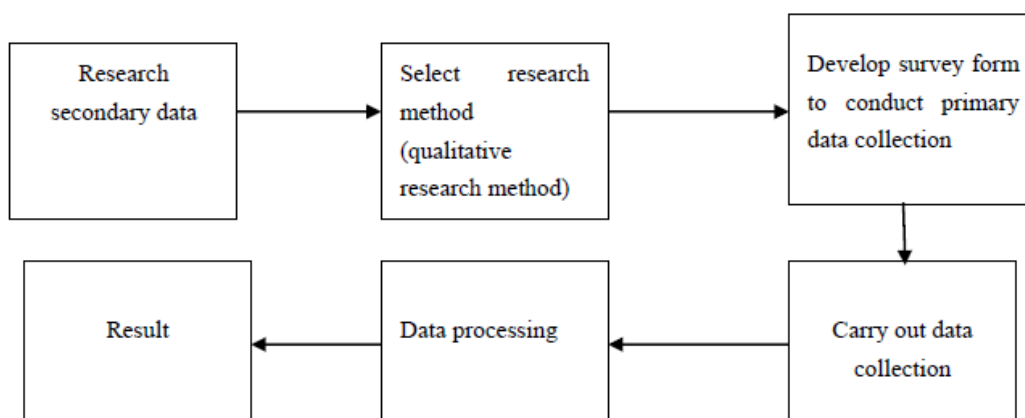 Research
secondary data
Select research
method
(qualitative
research method)
Develop survey form
to conduct primary
data collection
Carry out data
collection
Data processing
Result